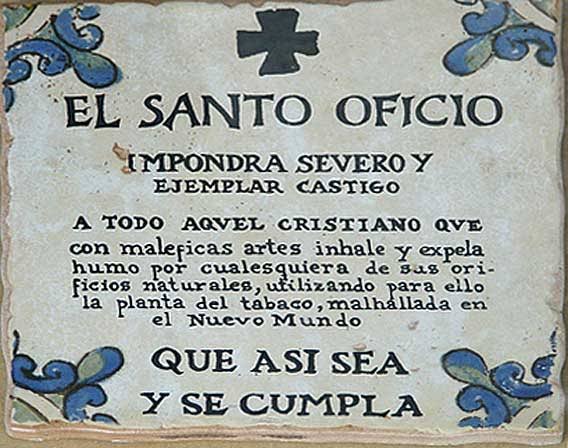 EL SANTO OFICIO
IMPONDRA SEVERO Y
EJEMPLAR CASTIGO
A TODO AQVEL CRISTIANO QVE
con maleficas artes inhale y expela
humo por cualesquiera de sus ori-
ficios naturales, utilizando para ello
la planta del tabaco, malhallada en
el Nuevo Mundo
QUE ASI SEA
Y SE CUMPLA